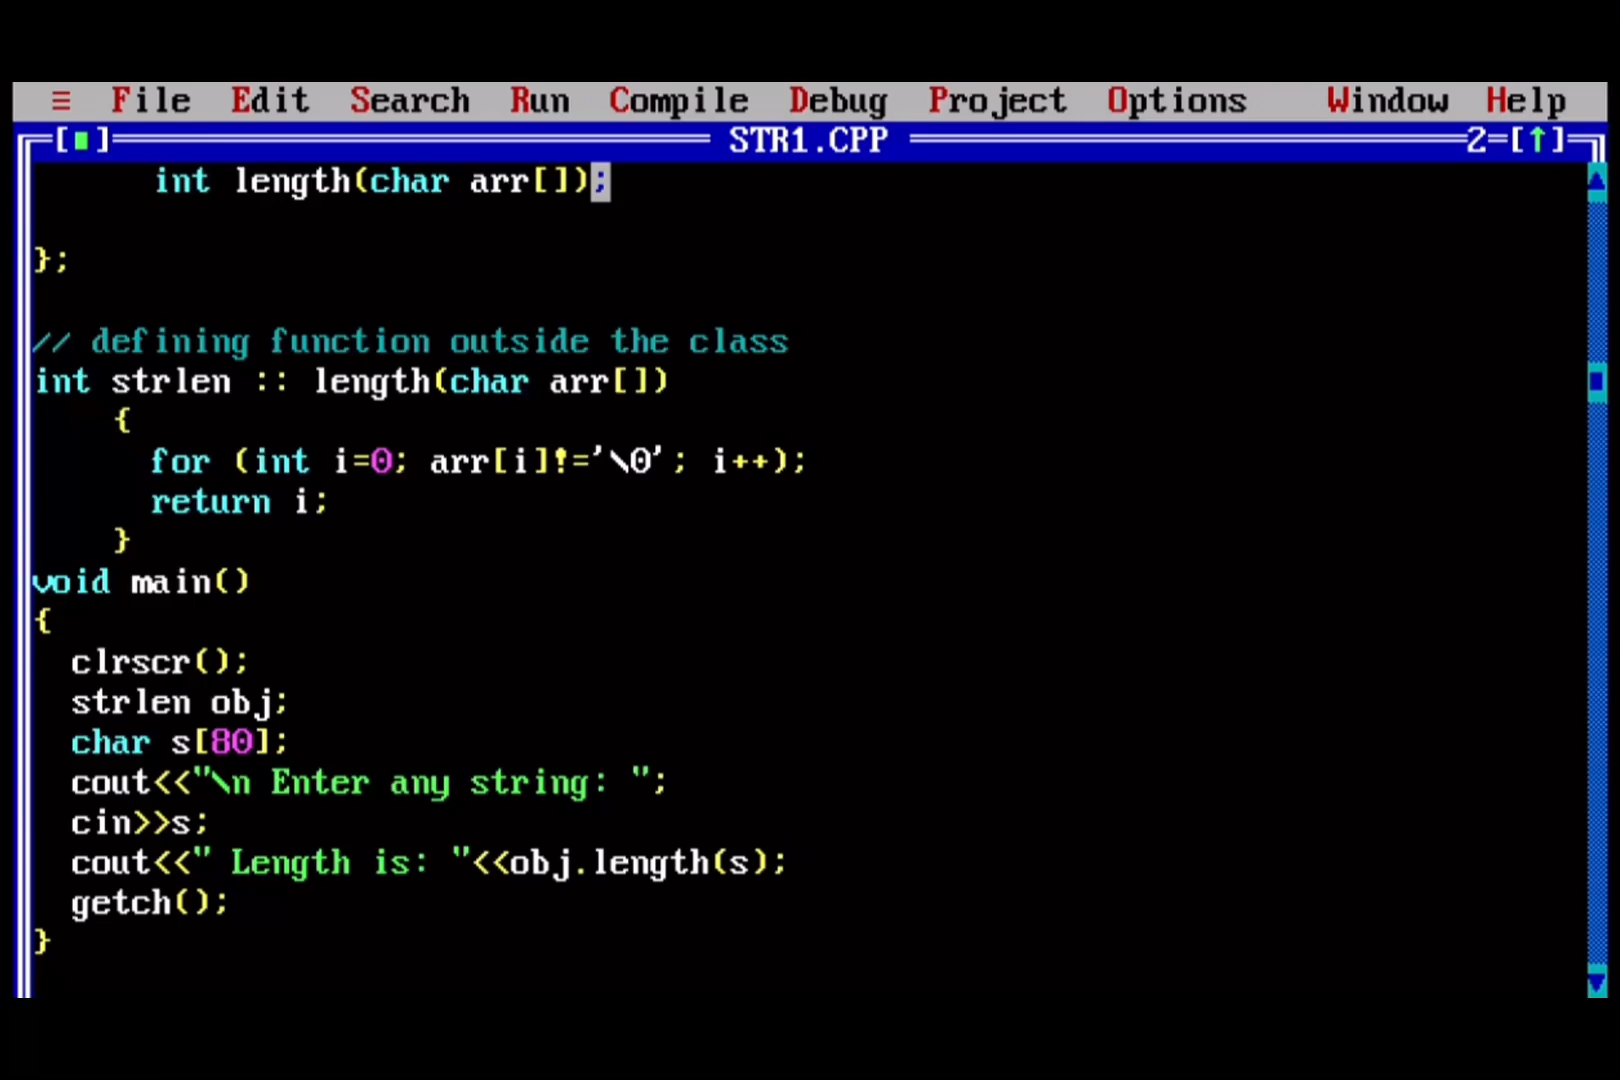 ≡ File Edit Search Run Compile Debug Project Options Window Help
[■] STR1.CPP 2=[↑]
int length(char arr[]);
};
// defining function outside the class
int strlen :: length(char arr[])
{
for (int i=0; arr[i]!='\0'; i++);
return i;
}
void main()
{
clrscr();
strlen obj;
char s[80];
cout<<"\n Enter any string: ";
cin>>s;
cout<<" Length is: "<<obj.length(s);
getch();
}